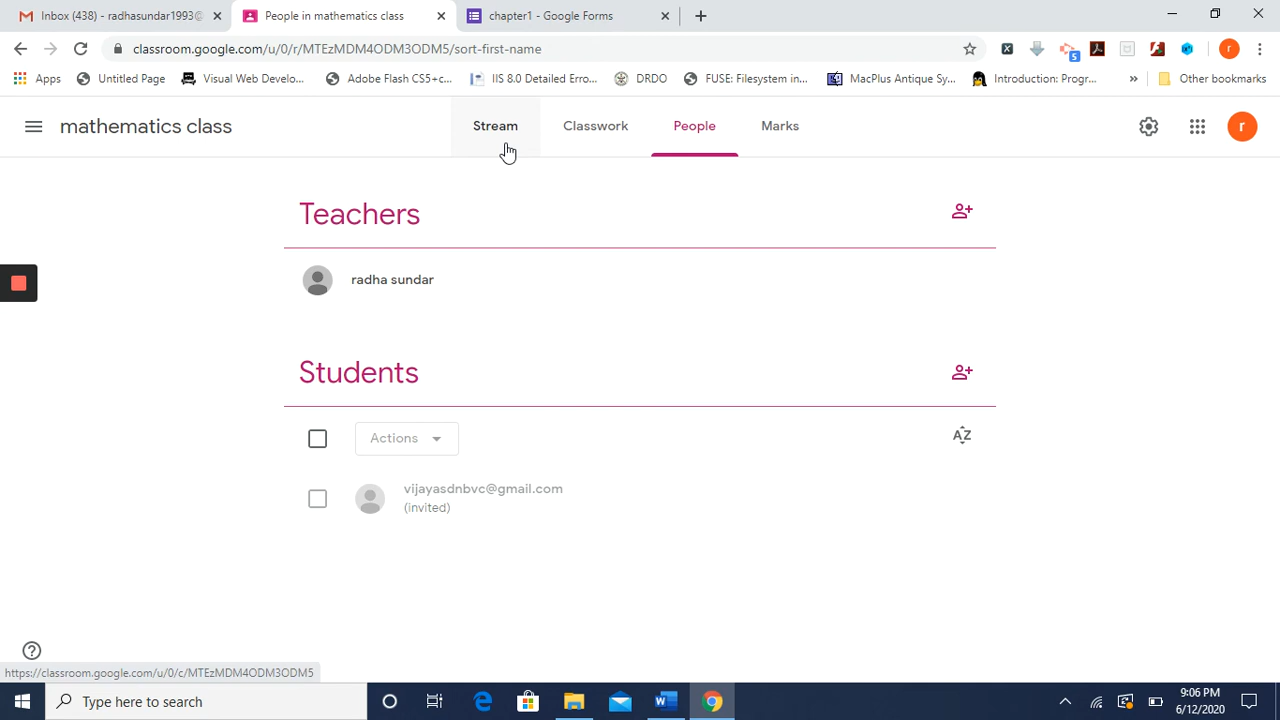 Inbox (438) - radhasundar1993@
People in mathematics class
chapter1 - Google Forms
classroom.google.com/u/0/r/MTEzMDM4ODM3ODM5/sort-first-name
5
r
Apps
Untitled Page
Visual Web Develo...
Adobe Flash CS5+c...
IIS 8.0 Detailed Erro...
DRDO
FUSE: Filesystem in...
MacPlus Antique Sy...
Introduction: Progr...
»
Other bookmarks
mathematics class
Stream
Classwork
People
Marks
r
Teachers
radha sundar
Students
Actions
AZ
vijayasdnbvc@gmail.com
(invited)
https://classroom.google.com/u/0/c/MTEzMDM4ODM3ODM5
Type here to search
9:06 PM
6/12/2020